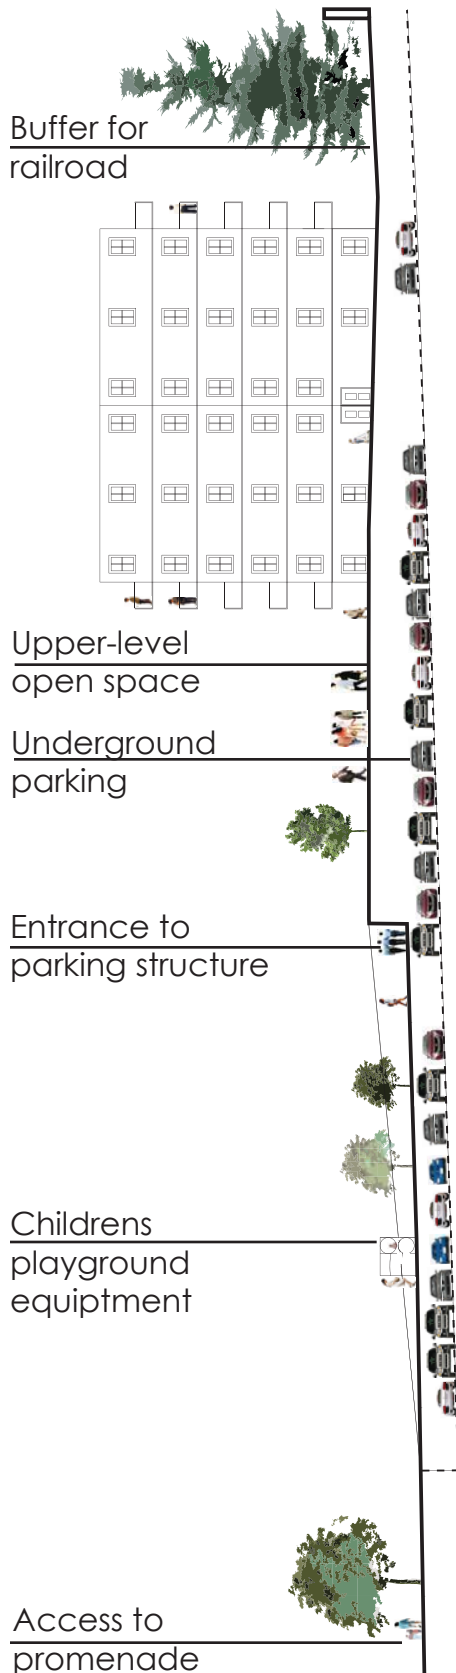 Buffer for
railroad
Upper-level
open space
Underground
parking
Entrance to
parking structure
Childrens
playground
equiptment
Access to
promenade